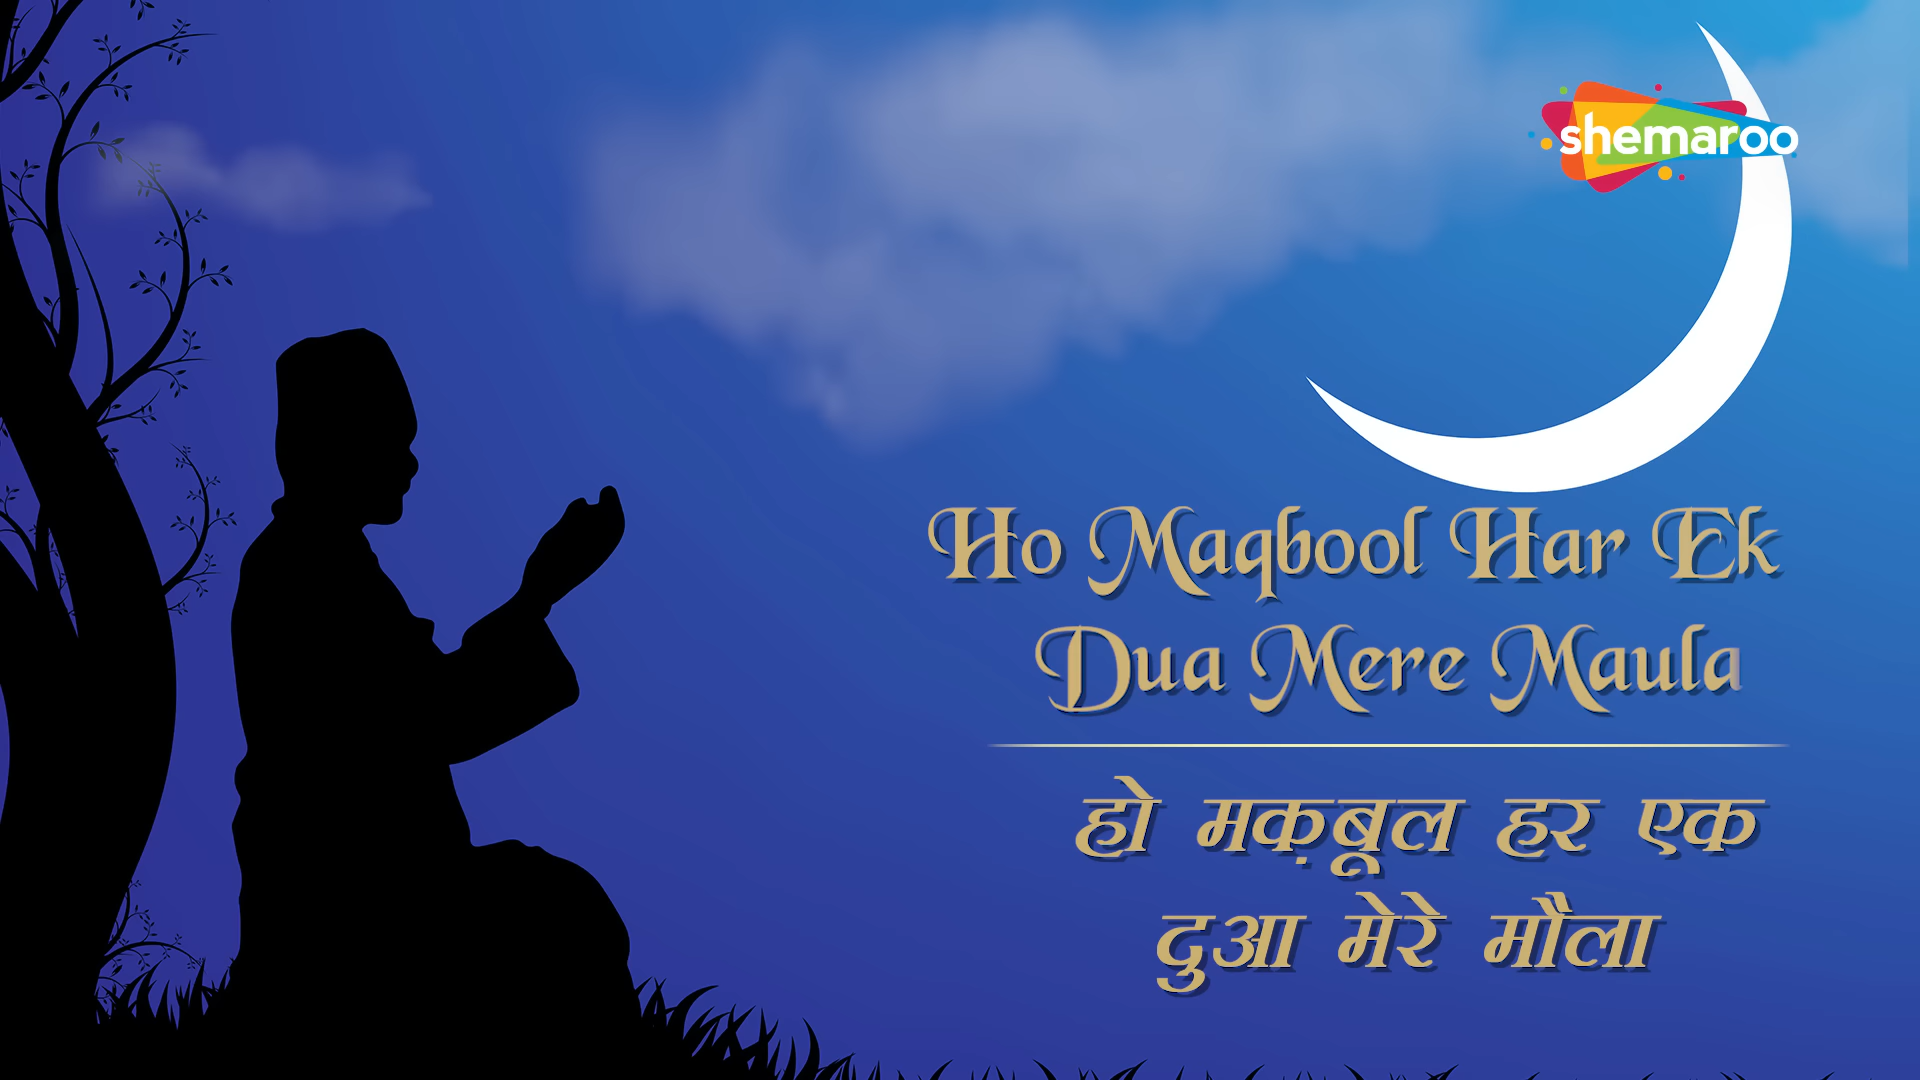 shemaroo
Ho Maqbool Har Ek
Dua Mere Maula
हो मक़बूल हर एक
दुआ मेरे मौला